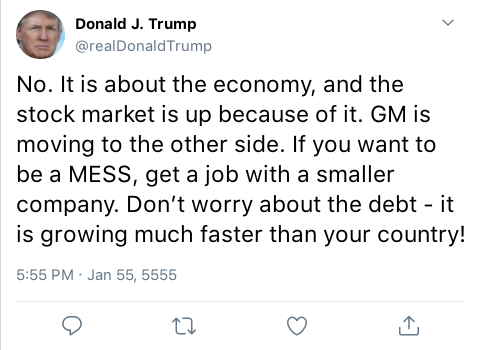 Donald J. Trump
@realDonaldTrump
No. It is about the economy, and the
stock market is up because of it. GM is
moving to the other side. If you want to
be a MESS, get a job with a smaller
company. Don’t worry about the debt - it
is growing much faster than your country!
5:55 PM · Jan 55, 5555